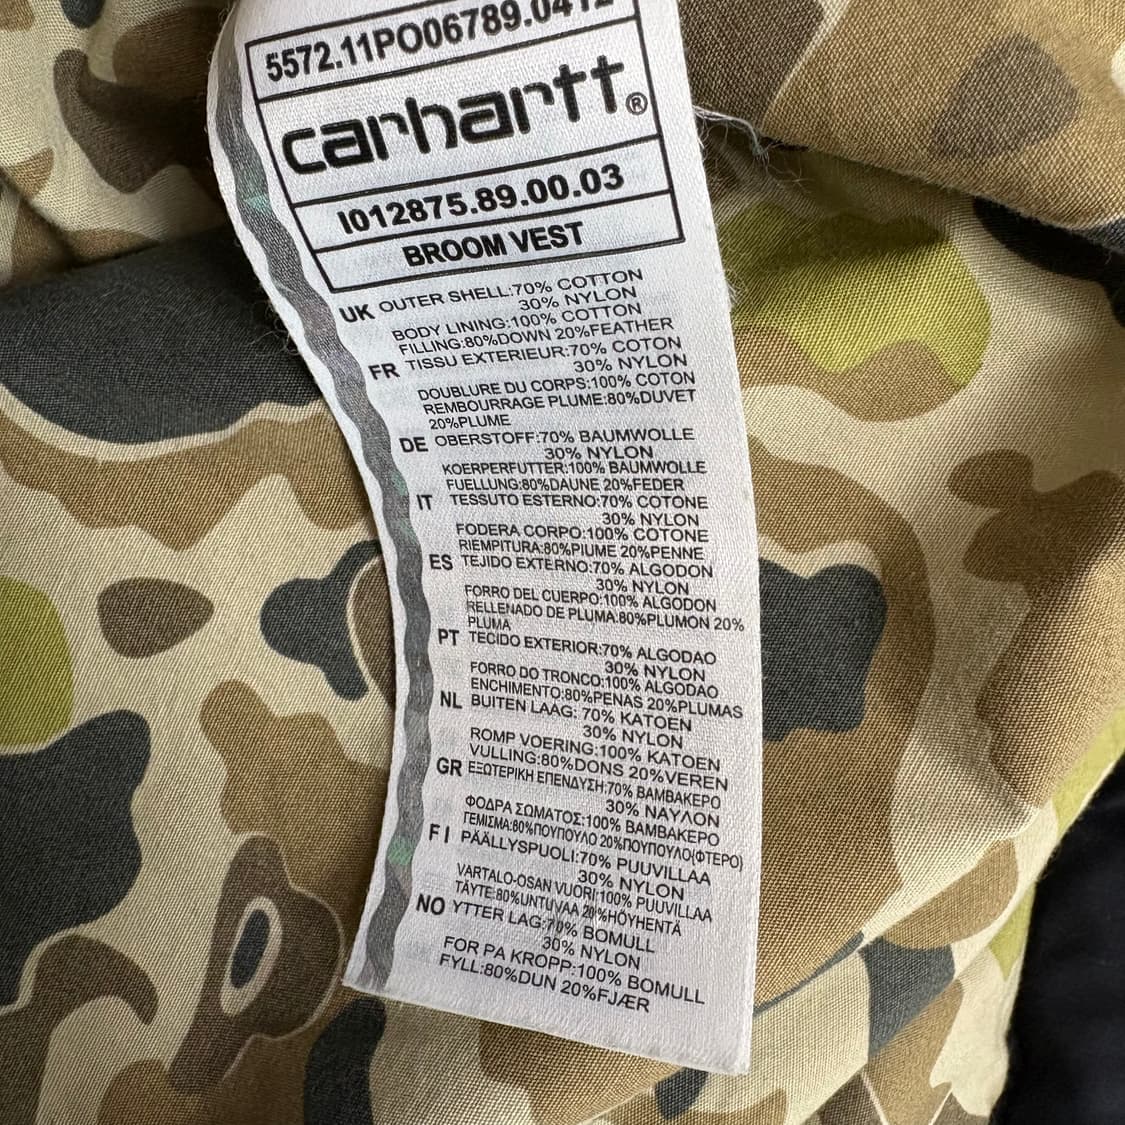 5572.11PO06789.0412
carhartt®
I012875.89.00.03
BROOM VEST
UK OUTER SHELL:70% COTTON
30% NYLON
BODY LINING:100% COTTON
FILLING:80%DOWN 20%FEATHER
FR TISSU EXTERIEUR:70% COTON
30% NYLON
DOUBLURE DU CORPS:100% COTON
REMBOURRAGE PLUME:80%DUVET
20%PLUME
DE OBERSTOFF:70% BAUMWOLLE
30% NYLON
KOERPERFUTTER:100% BAUMWOLLE
FUELLUNG:80%DAUNE 20%FEDER
IT TESSUTO ESTERNO:70% COTONE
30% NYLON
FODERA CORPO:100% COTONE
RIEMPITURA:80%PIUME 20%PENNE
ES TEJIDO EXTERNO:70% ALGODON
30% NYLON
FORRO DEL CUERPO:100% ALGODON
RELLENADO DE PLUMA:80%PLUMON 20%
PLUMA
PT TECIDO EXTERIOR:70% ALGODAO
30% NYLON
FORRO DO TRONCO:100% ALGODAO
ENCHIMENTO:80%PENAS 20%PLUMAS
NL BUITEN LAAG: 70% KATOEN
30% NYLON
ROMP VOERING:100% KATOEN
VULLING:80%DONS 20%VEREN
GR ΕΞΩΤΕΡΙΚΗ ΕΠΕΝΔΥΣΗ:70% ΒΑΜΒΑΚΕΡΟ
30% ΝΑΥΛΟΝ
ΦΟΔΡΑ ΣΩΜΑΤΟΣ:100% ΒΑΜΒΑΚΕΡΟ
ΓΕΜΙΣΜΑ:80%ΠΟΥΠΟΥΛΟ 20%ΠΟΥΠΟΥΛΟ(ΦΤΕΡΟ)
FI PÄÄLLYSPUOLI:70% PUUVILLAA
30% NYLON
VARTALO-OSAN VUORI:100% PUUVILLAA
TÄYTE:80%UNTUVAA 20%HÖYHENTÄ
NO YTTER LAG:70% BOMULL
30% NYLON
FOR PA KROPP:100% BOMULL
FYLL:80%DUN 20%FJÆR